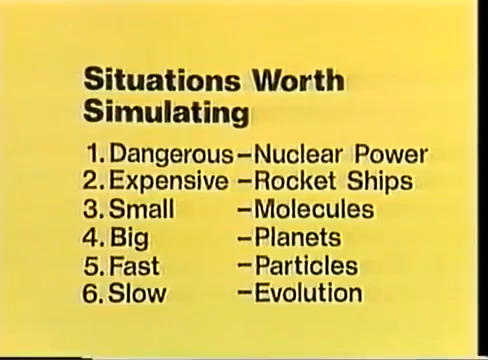 Situations Worth
Simulating
1. Dangerous – Nuclear Power
2. Expensive – Rocket Ships
3. Small – Molecules
4. Big – Planets
5. Fast – Particles
6. Slow – Evolution